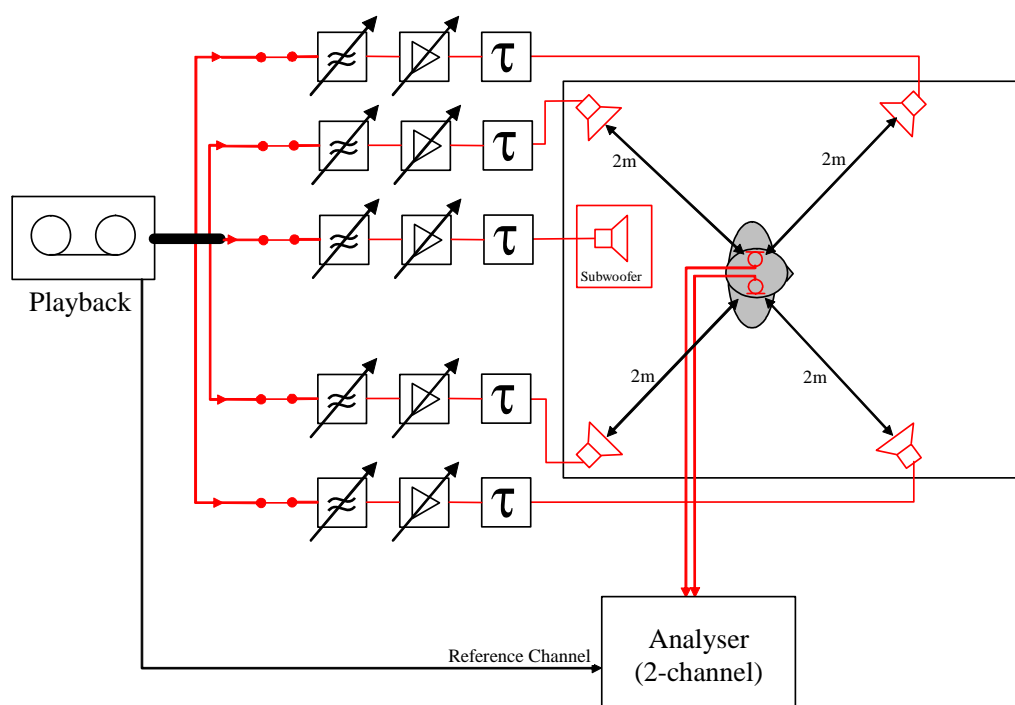 τ
τ
2m
2m
τ
Subwoofer
Playback
2m
2m
τ
τ
Analyser
(2-channel)
Reference Channel